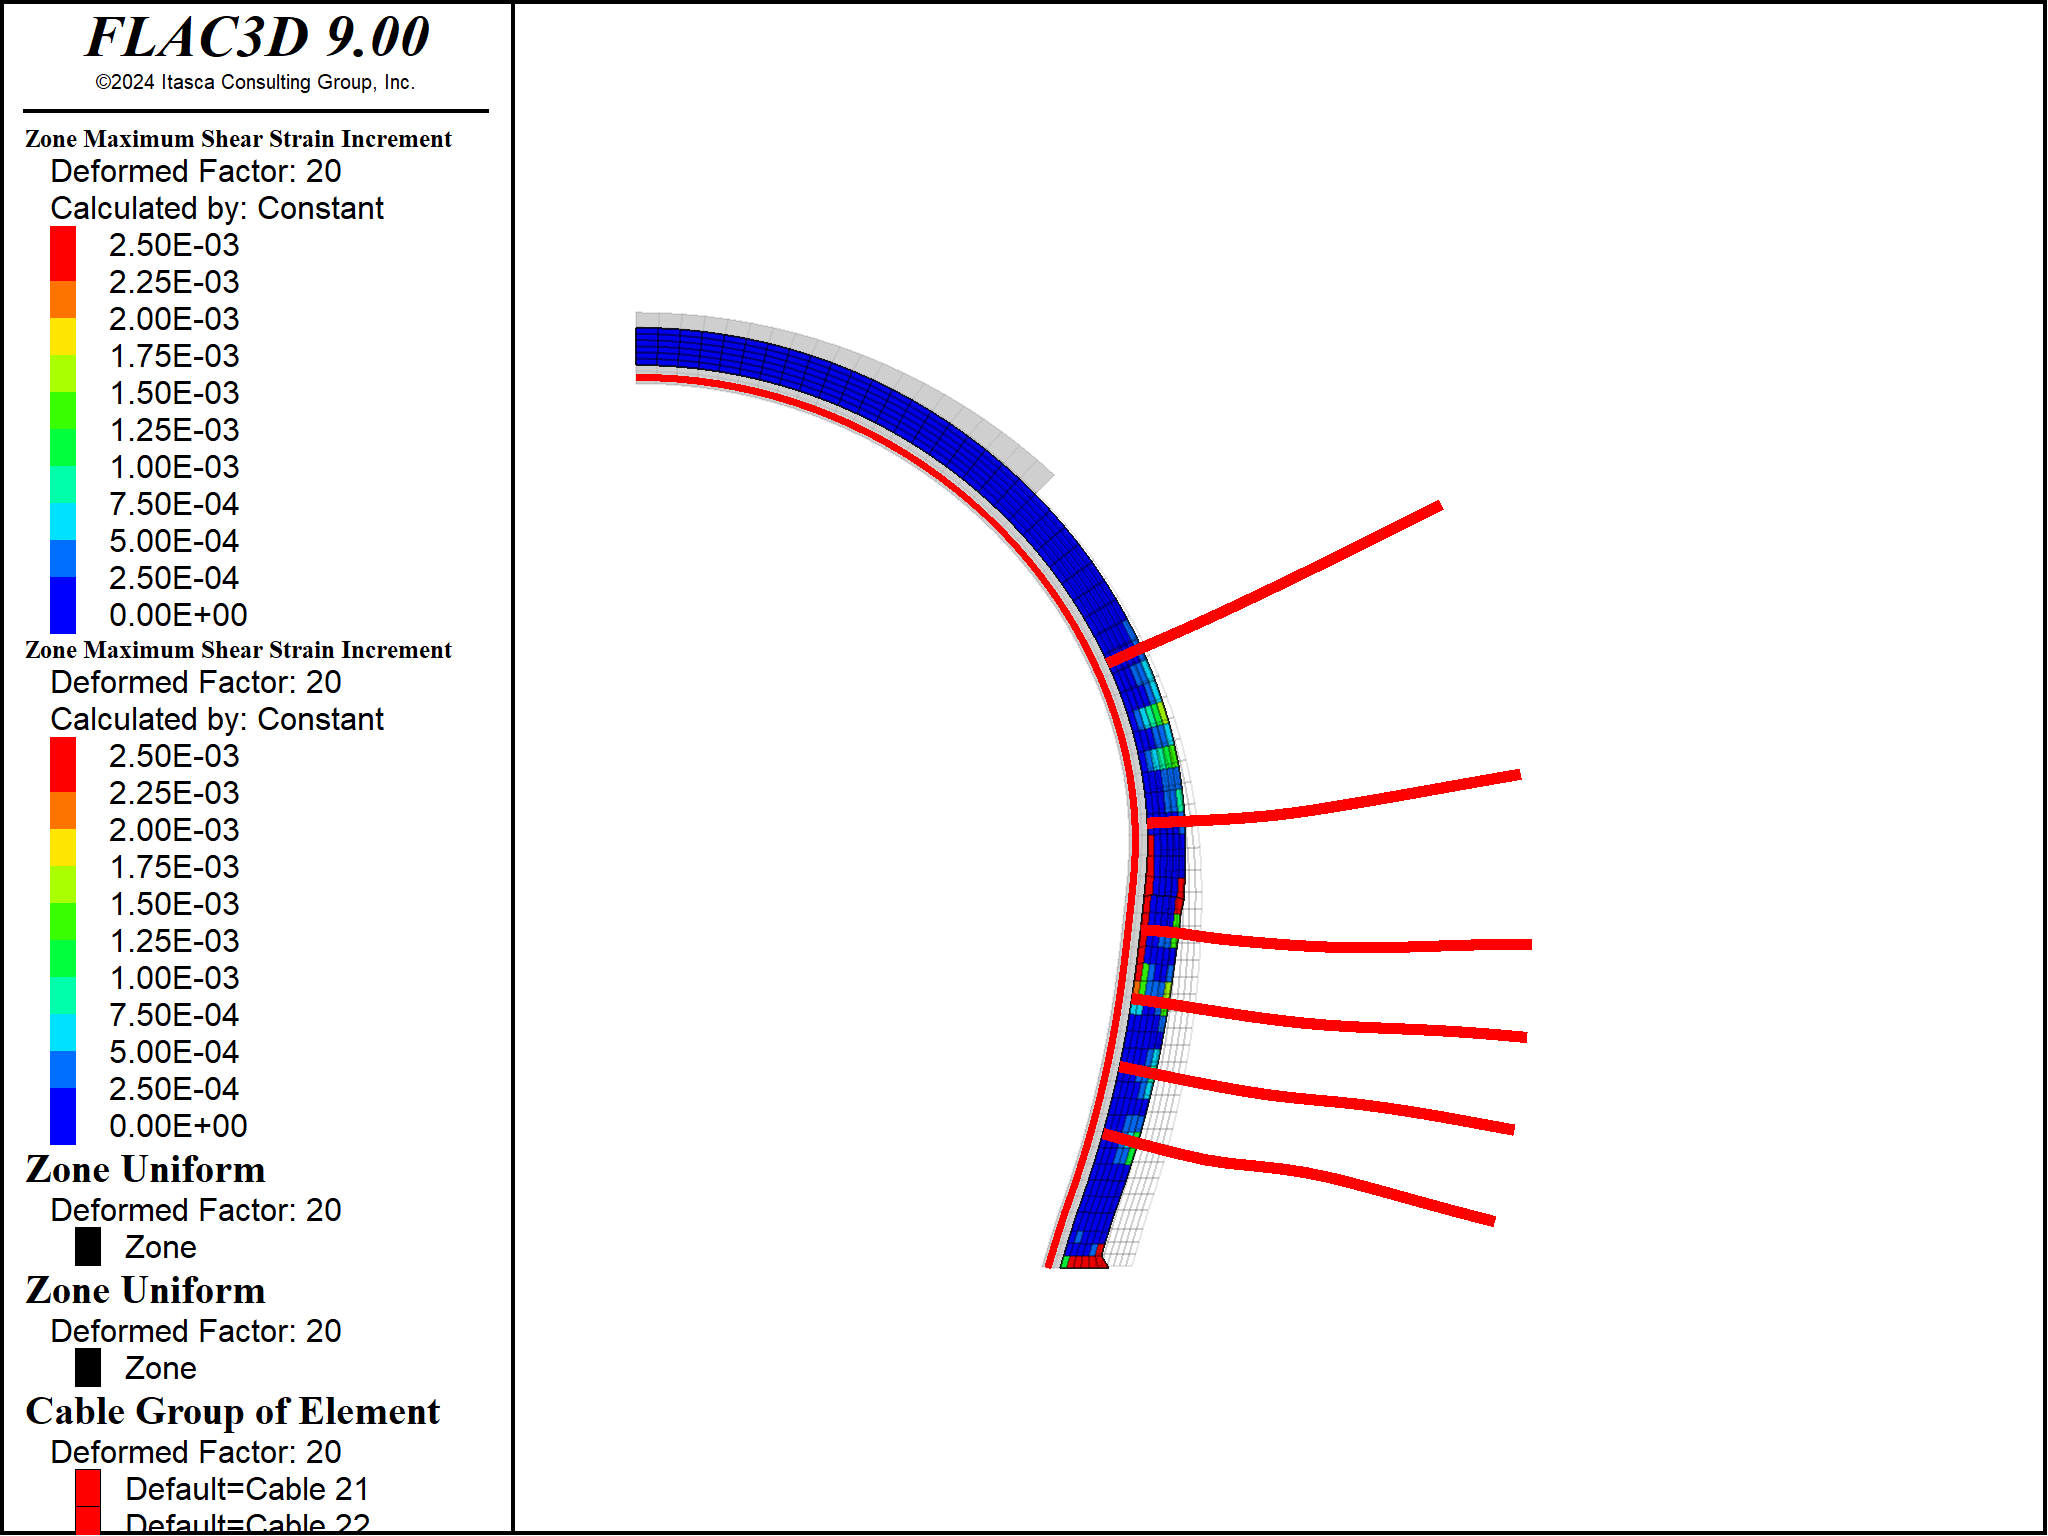 FLAC3D 9.00
©2024 Itasca Consulting Group, Inc.
Zone Maximum Shear Strain Increment
Deformed Factor: 20
Calculated by: Constant
2.50E-03
2.25E-03
2.00E-03
1.75E-03
1.50E-03
1.25E-03
1.00E-03
7.50E-04
5.00E-04
2.50E-04
0.00E+00
Zone Maximum Shear Strain Increment
Deformed Factor: 20
Calculated by: Constant
2.50E-03
2.25E-03
2.00E-03
1.75E-03
1.50E-03
1.25E-03
1.00E-03
7.50E-04
5.00E-04
2.50E-04
0.00E+00
Zone Uniform
Deformed Factor: 20
Zone
Zone Uniform
Deformed Factor: 20
Zone
Cable Group of Element
Deformed Factor: 20
Default=Cable 21
Default=Cable 22